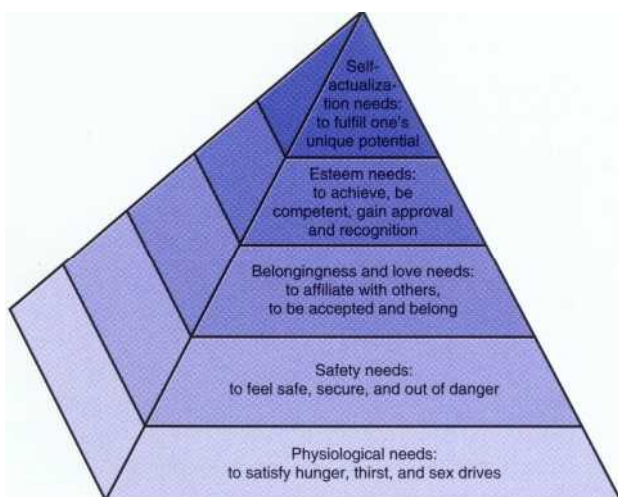 Self-
actualiza-
tion needs:
to fulfill one's
unique potential
Esteem needs:
to achieve, be
competent, gain approval
and recognition
Belongingness and love needs:
to affiliate with others,
to be accepted and belong
Safety needs:
to feel safe, secure, and out of danger
Physiological needs:
to satisfy hunger, thirst, and sex drives